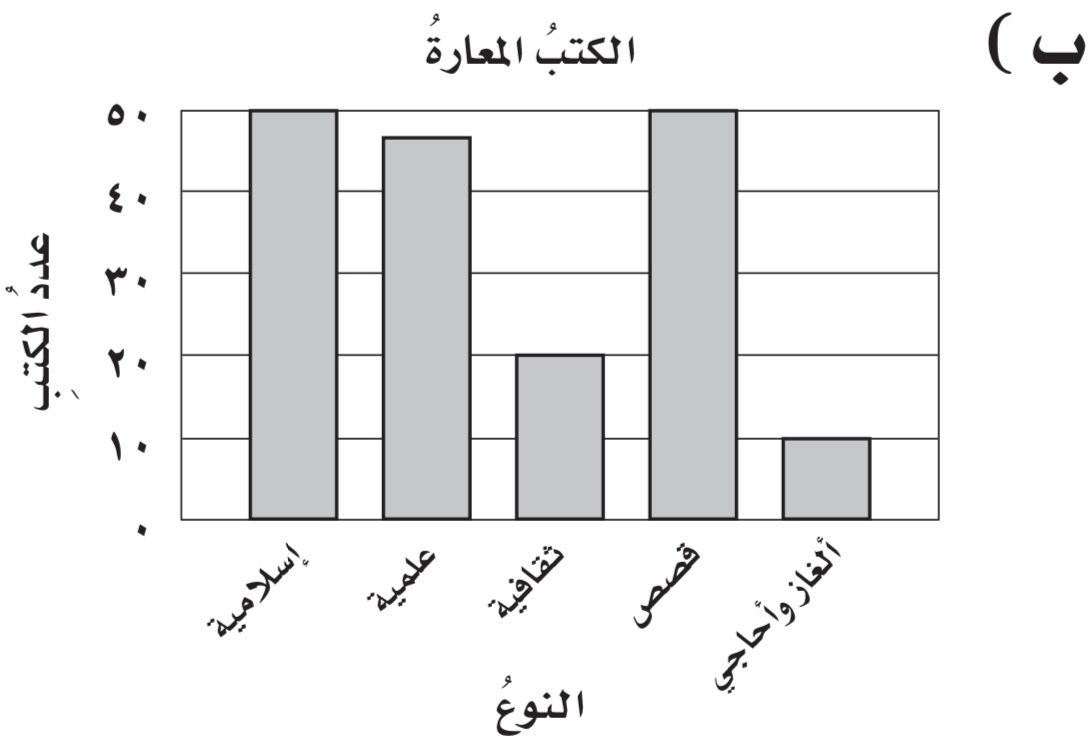 ب )
الكتبُ المعارةُ
٥٠
٤٠
٣٠
٢٠
١٠
٠
عددُ الكتبِ
إسلامية
علمية
ثقافية
قصص
ألغاز وأحاجي
النوعُ